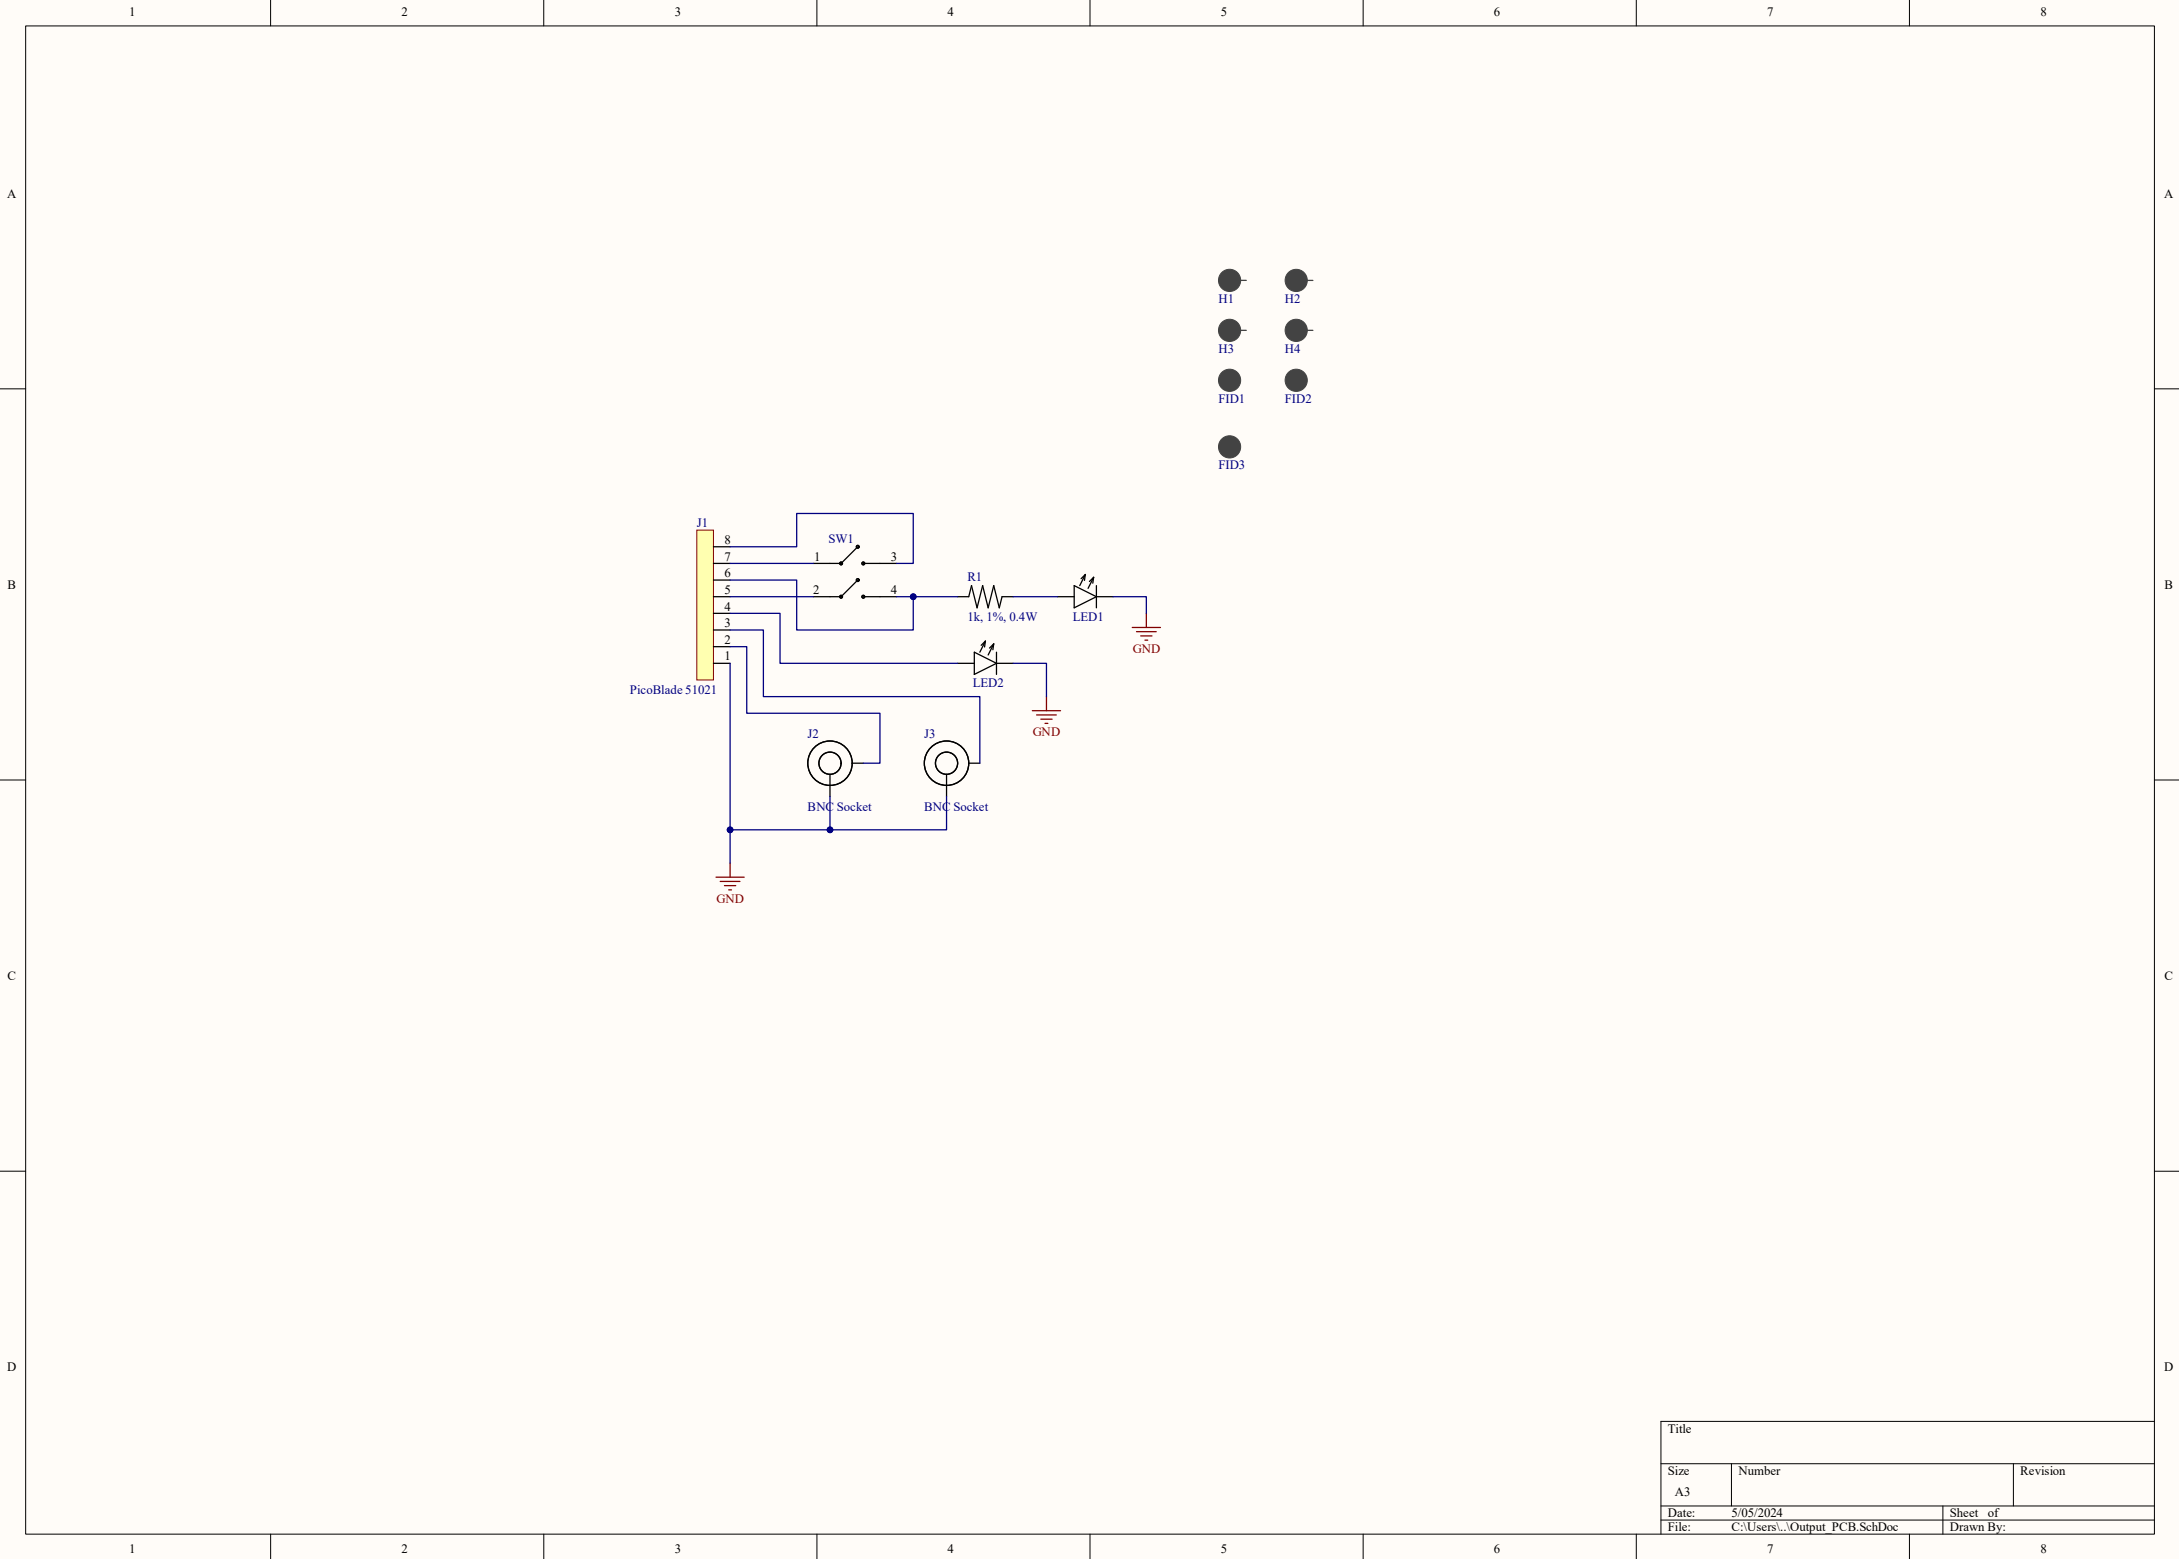 1 2 3 4 5 6 7 8
A A
H1 H2
H3 H4
FID1 FID2
FID3
J1
8
SW1
7 1 3
6 R1
B B
5 2 4
4 1k, 1%, 0.4W LED1
3
2 GND
1
LED2
PicoBlade 51021
GND
J2 J3
BNC Socket BNC Socket
GND
C C
D D
Title
Size Number Revision
A3
Date: 5/05/2024 Sheet of
File: C:\Users\..\Output_PCB.SchDoc Drawn By:
1 2 3 4 5 6 7 8